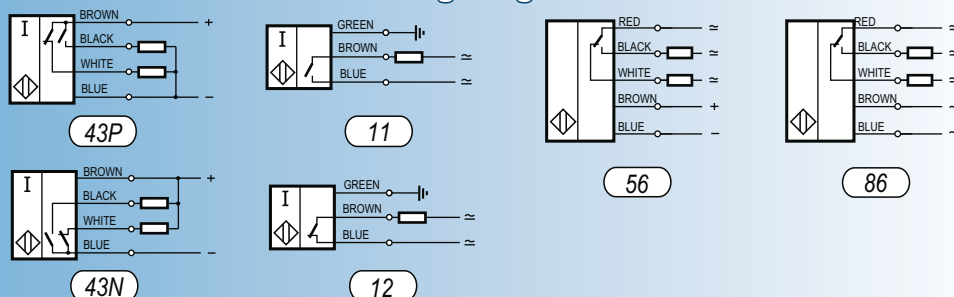 BROWN +
BLACK
WHITE
BLUE −
I
43P
GREEN
BROWN ≃
BLUE ≃
I
11
RED ≃
BLACK ≃
WHITE ≃
BROWN +
BLUE −
56
RED
BLACK
WHITE
BROWN
BLUE
86
BROWN +
BLACK
WHITE
BLUE −
I
43N
GREEN
BROWN ≃
BLUE ≃
I
12